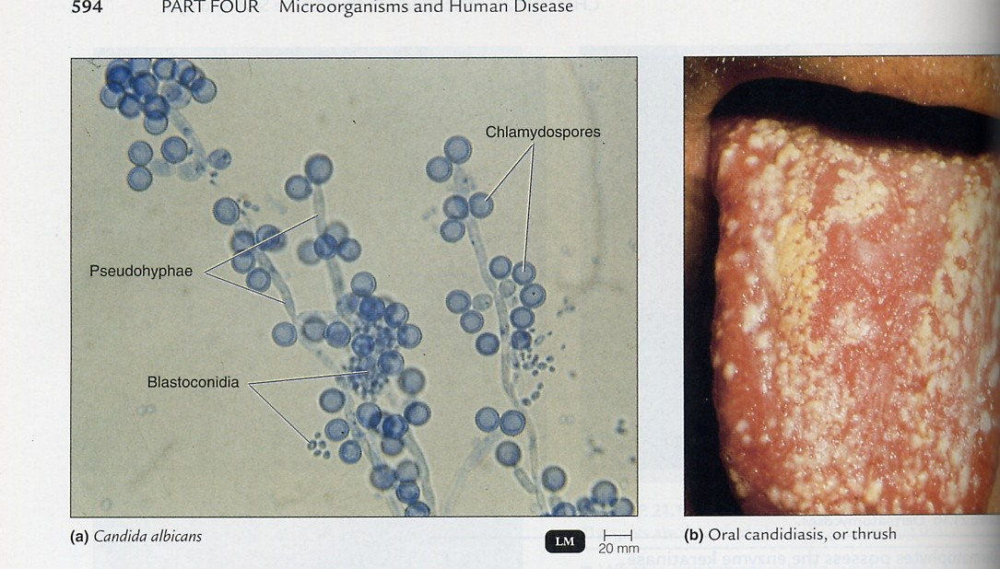 594 PART FOUR Microorganisms and Human Disease
Chlamydospores
Pseudohyphae
Blastoconidia
(a) Candida albicans
LM
20 mm
(b) Oral candidiasis, or thrush